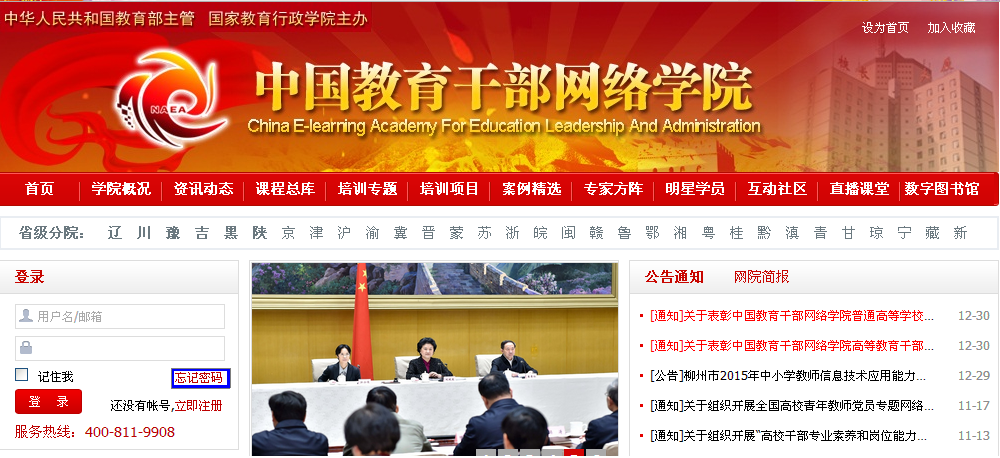 中华人民共和国教育部主管 国家教育行政学院主办
设为首页 加入收藏
NAEA
中国教育干部网络学院
China E-learning Academy For Education Leadership And Administration
首页 学院概况 资讯动态 课程总库 培训专题 培训项目 案例精选 专家方阵 明星学员 互动社区 直播课堂 数字图书馆
省级分院： 辽 川 豫 吉 黑 陕 京 津 沪 渝 冀 晋 蒙 苏 浙 皖 闽 赣 鲁 鄂 湘 粤 桂 黔 滇 青 甘 琼 宁 藏 新
登录
用户名/邮箱
记住我 忘记密码
登 录 还没有帐号,立即注册
服务热线：400-811-9908
公告通知 网院简报
[通知]关于表彰中国教育干部网络学院普通高等学校... 12-30
[通知]关于表彰中国教育干部网络学院高等教育干部... 12-30
[公告]柳州市2015年中小学教师信息技术应用能力... 12-29
[通知]关于组织开展全国高校青年教师党员专题网络... 11-17
[通知]关于组织开展“高校干部专业素养和岗位能力... 11-13